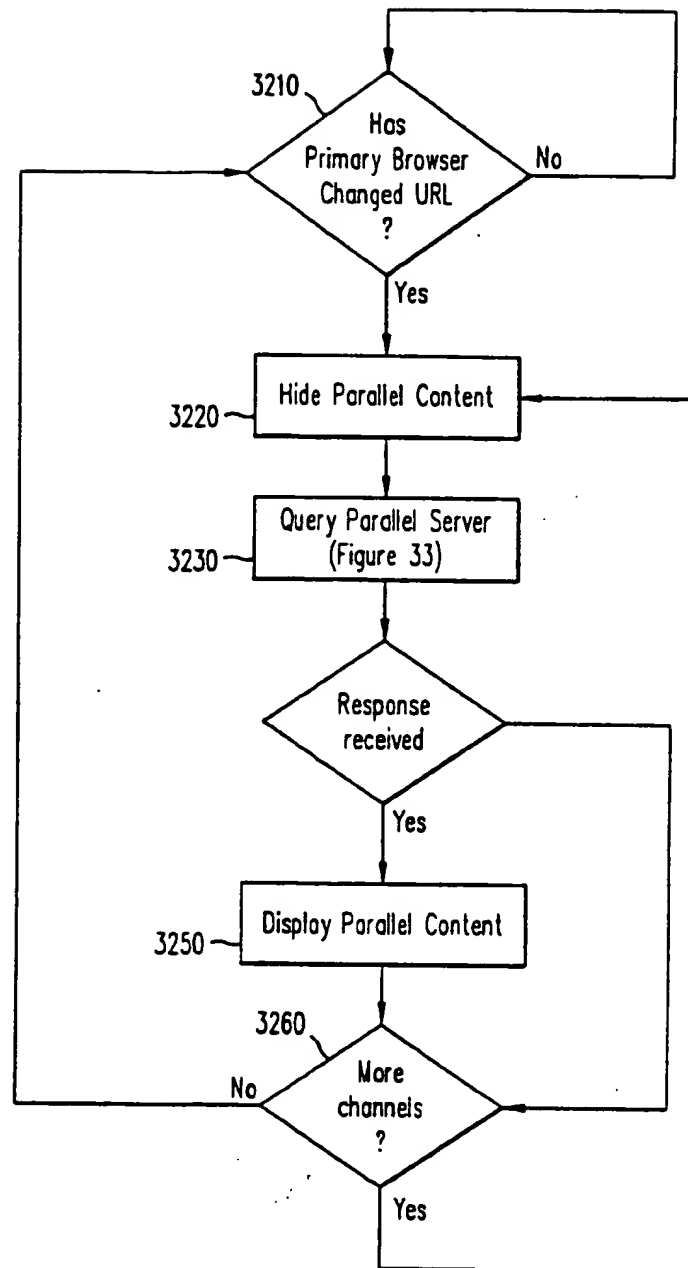 3210
Has
Primary Browser
Changed URL
?
No
Yes
Hide Parallel Content
3220
Query Parallel Server
(Figure 33)
3230
Response
received
Yes
Display Parallel Content
3250
3260
More
channels
?
No
Yes